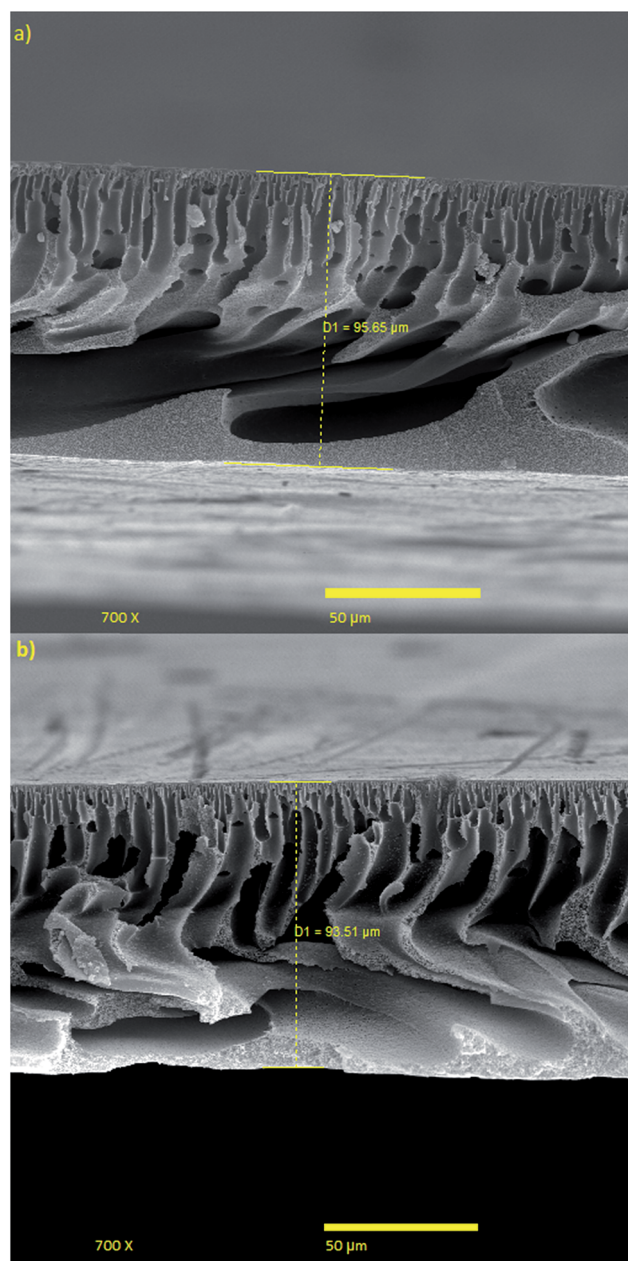 a)
D1 = 95.65 µm
700 X
50 µm
b)
D1 = 93.51 µm
700 X
50 µm